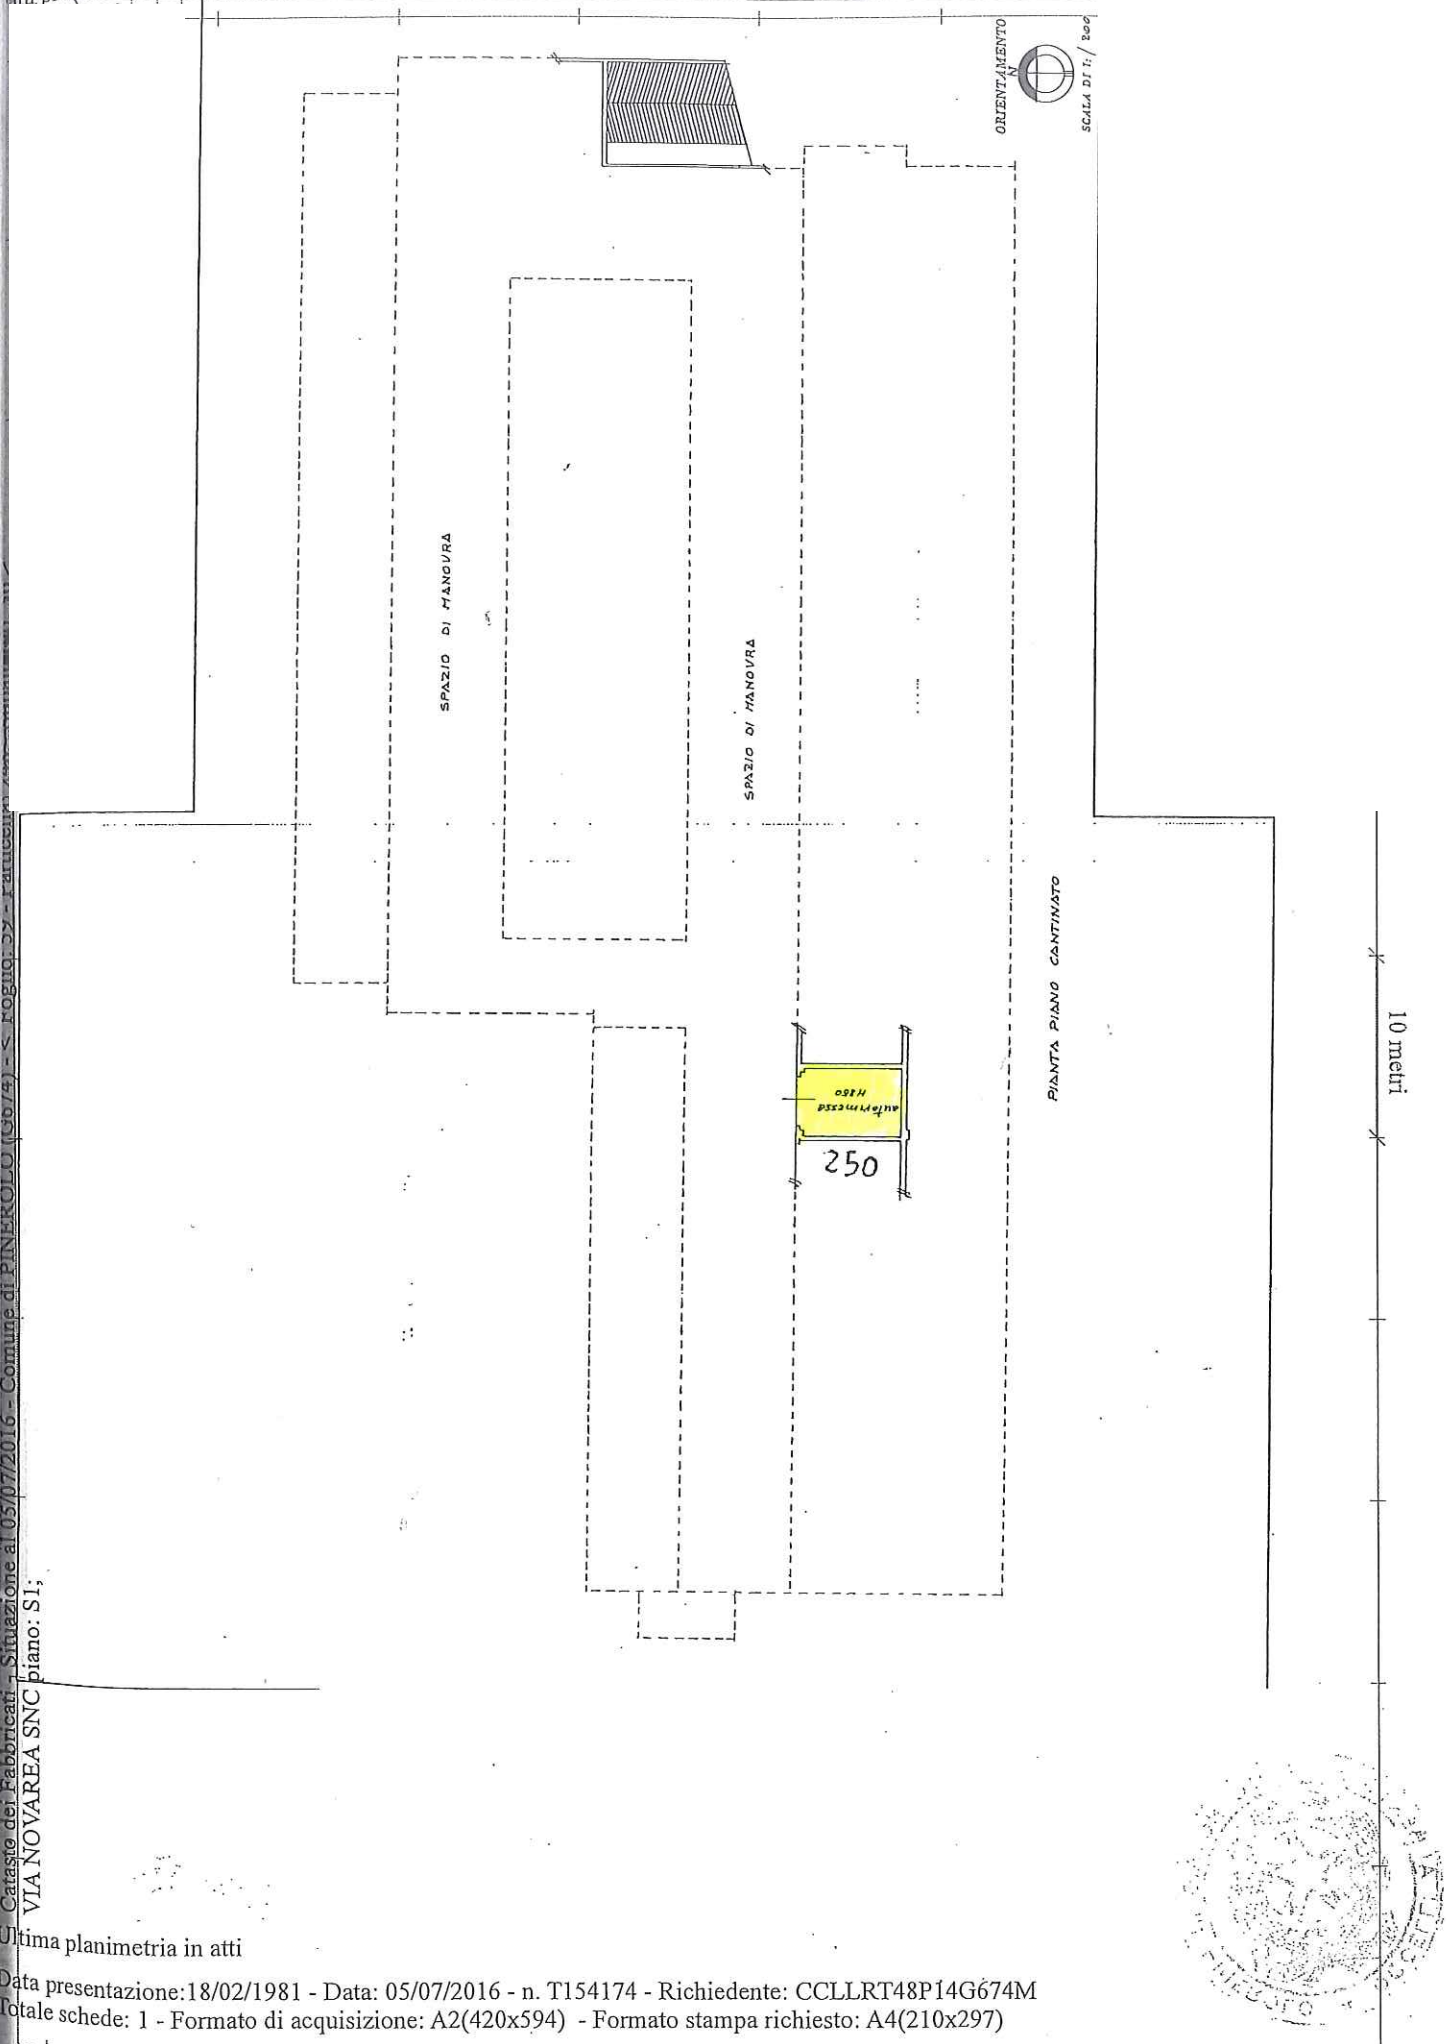 ORIENTAMENTO
N
SCALA DI 1:/200
SPAZIO DI MANOVRA
SPAZIO DI MANOVRA
PIANTA PIANO CANTINATO
10 metri
autorimessa
H 250
250
Catasto dei Fabbricati - Situazione al 05/07/2016 - Comune di PINEROLO (G674) - < Foglio: 39 - Particella:
VIA NOVAREA SNC piano: S1;
Ultima planimetria in atti
Data presentazione:18/02/1981 - Data: 05/07/2016 - n. T154174 - Richiedente: CCLLRT48P14G674M
Totale schede: 1 - Formato di acquisizione: A2(420x594) - Formato stampa richiesto: A4(210x297)